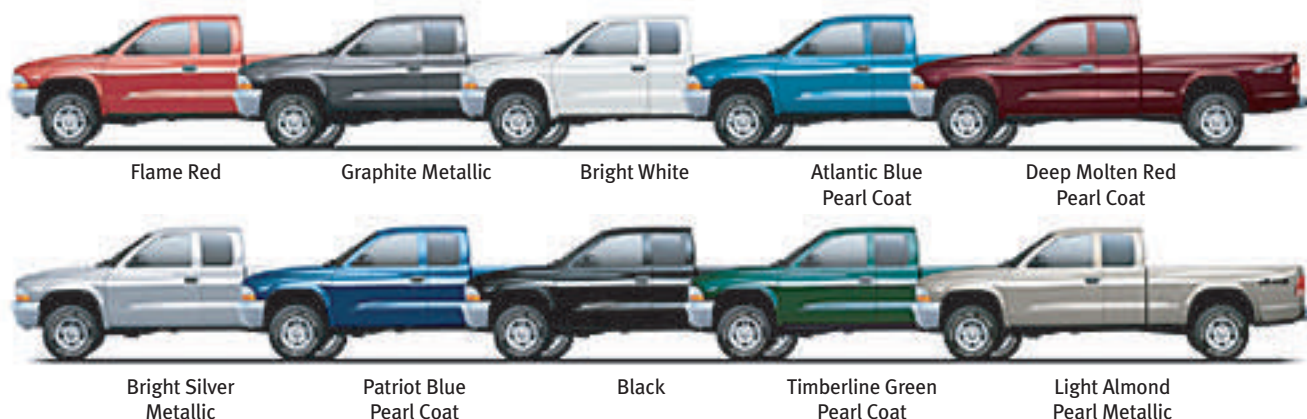 Flame Red
Graphite Metallic
Bright White
Atlantic Blue
Pearl Coat
Deep Molten Red
Pearl Coat
Bright Silver
Metallic
Patriot Blue
Pearl Coat
Black
Timberline Green
Pearl Coat
Light Almond
Pearl Metallic